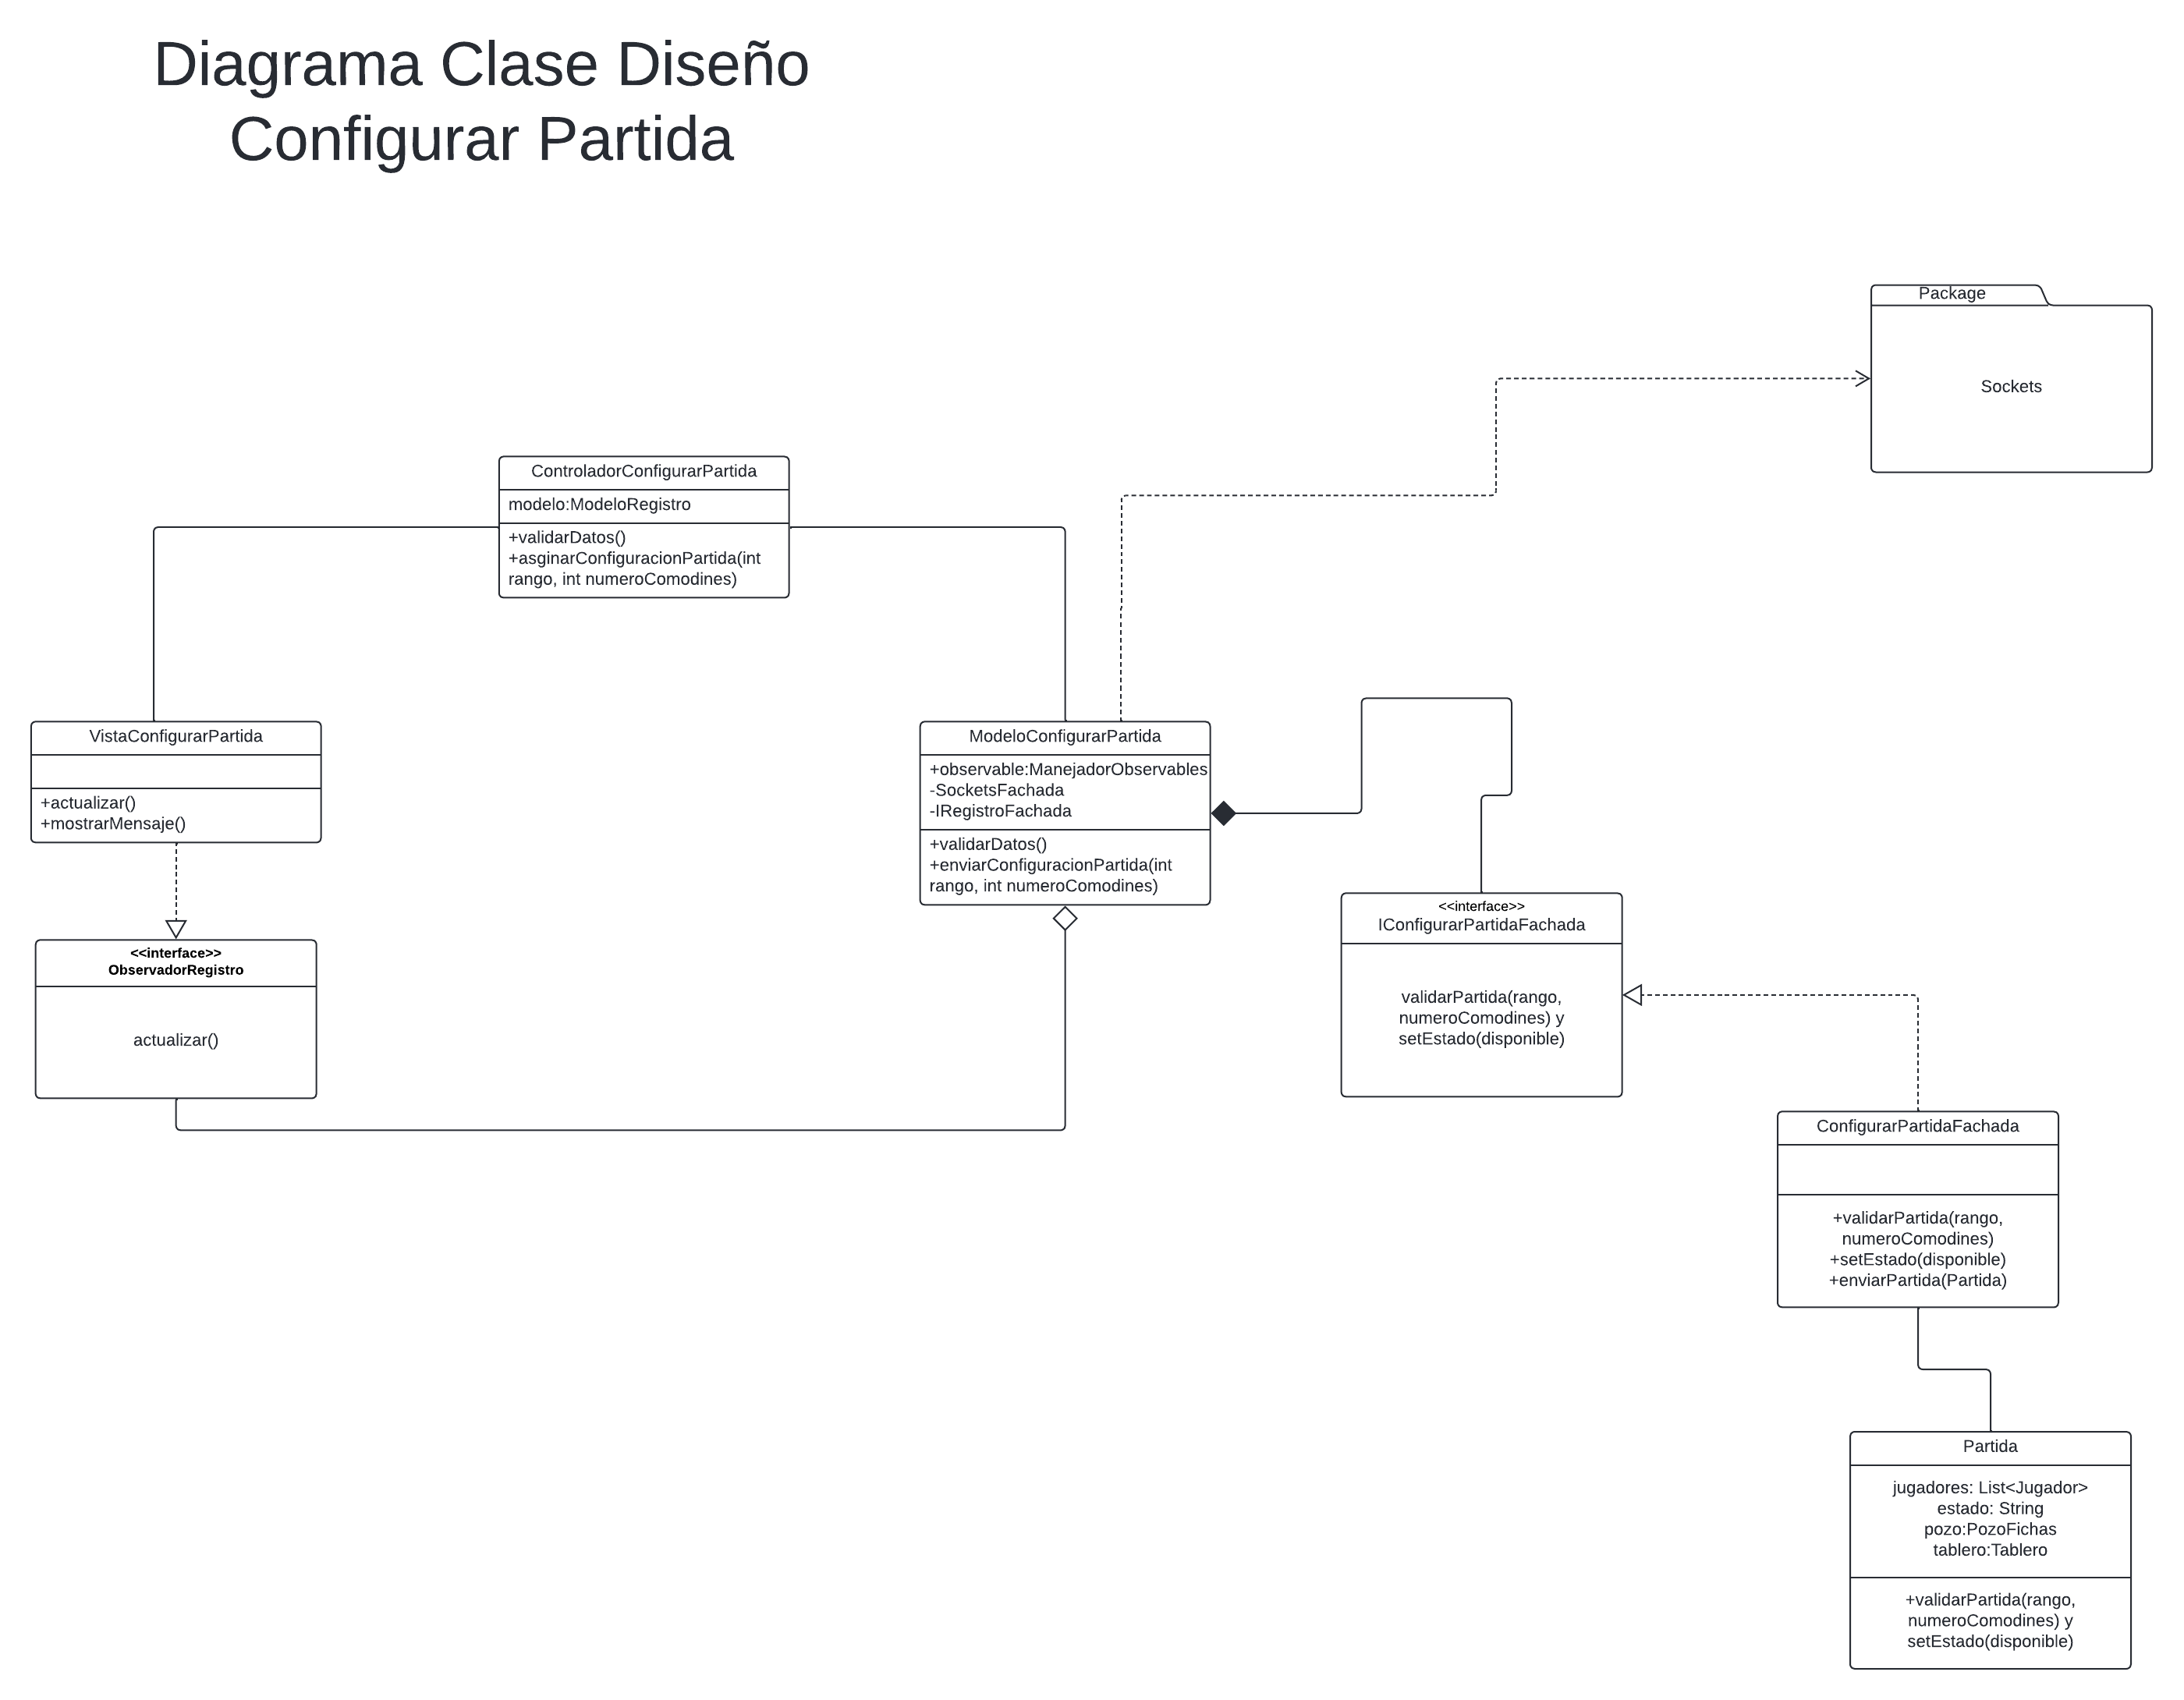 Diagrama Clase Diseño
Configurar Partida
Package
Sockets
ControladorConfigurarPartida
modelo:ModeloRegistro
+validarDatos()
+asginarConfiguracionPartida(int
rango, int numeroComodines)
VistaConfigurarPartida
+actualizar()
+mostrarMensaje()
ModeloConfigurarPartida
+observable:ManejadorObservables
-SocketsFachada
-IRegistroFachada
+validarDatos()
+enviarConfiguracionPartida(int
rango, int numeroComodines)
<<interface>>
ObservadorRegistro
actualizar()
<<interface>>
IConfigurarPartidaFachada
validarPartida(rango,
numeroComodines) y
setEstado(disponible)
ConfigurarPartidaFachada
+validarPartida(rango,
numeroComodines)
+setEstado(disponible)
+enviarPartida(Partida)
Partida
jugadores: List<Jugador>
estado: String
pozo:PozoFichas
tablero:Tablero
+validarPartida(rango,
numeroComodines) y
setEstado(disponible)